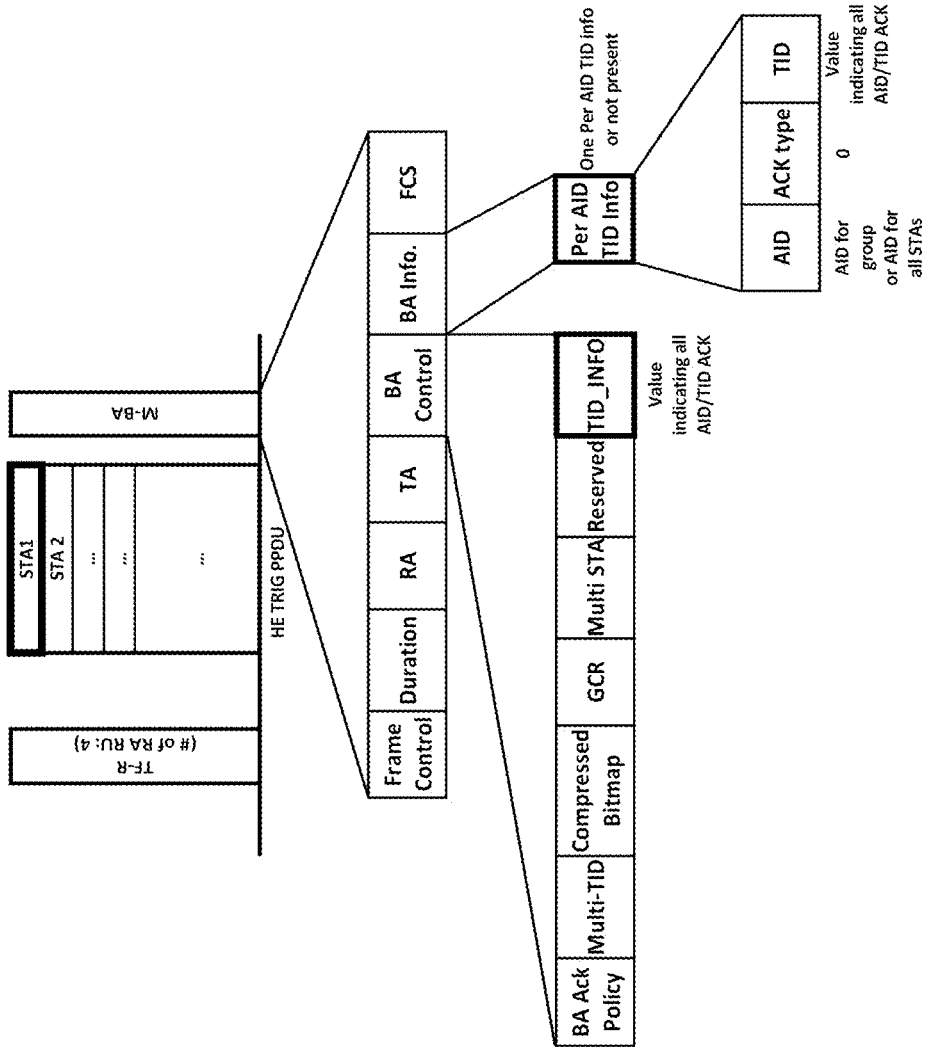 TF-R
(# of RA RU: 4)
STA1
STA 2
...
...
...
M-BA
HE TRIG PPDU
Frame
Control
Duration
RA
TA
BA
Control
BA Info.
FCS
BA Ack
Policy
Multi-TID
Compressed
Bitmap
GCR
Multi STA
Reserved
TID_INFO
Value
indicating all
AID/TID ACK
Per AID
TID Info
One Per AID TID info
or not present
AID
ACK type
TID
AID for
group
or AID for
all STAs
0
Value
indicating all
AID/TID ACK